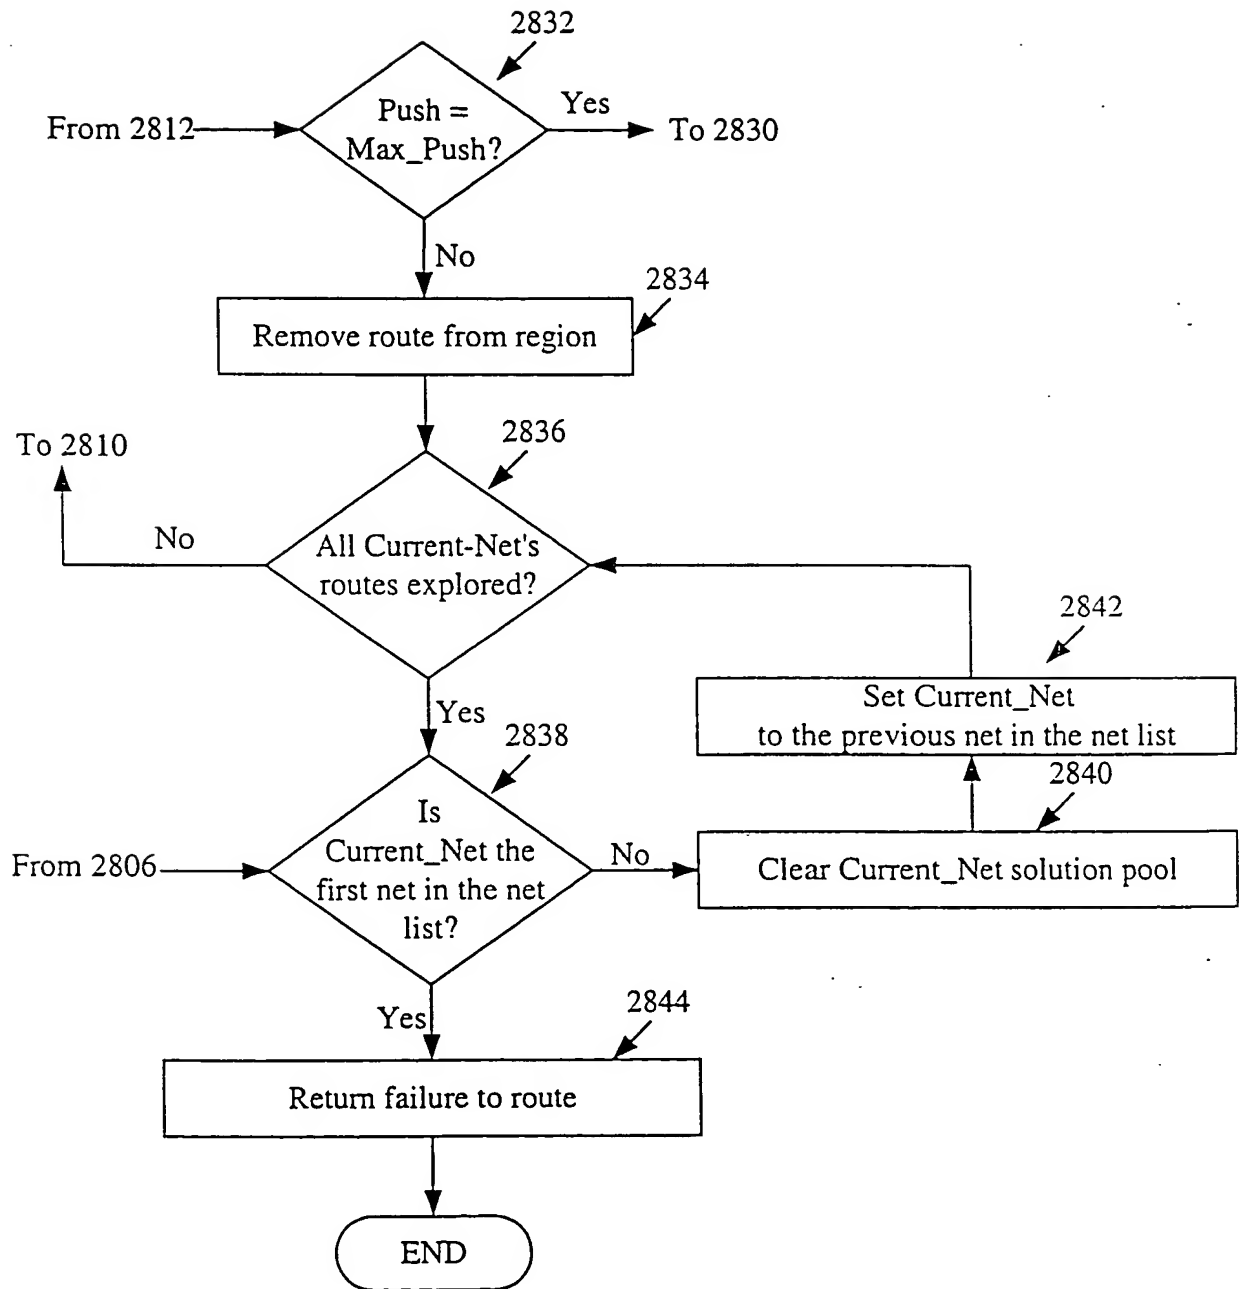 2832
Push =
Max_Push?
From 2812
Yes
To 2830
No
2834
Remove route from region
2836
To 2810
No
All Current-Net's
routes explored?
2842
Set Current_Net
to the previous net in the net list
Yes
2838
2840
Is
Current_Net the
first net in the net
list?
From 2806
No
Clear Current_Net solution pool
Yes
2844
Return failure to route
END